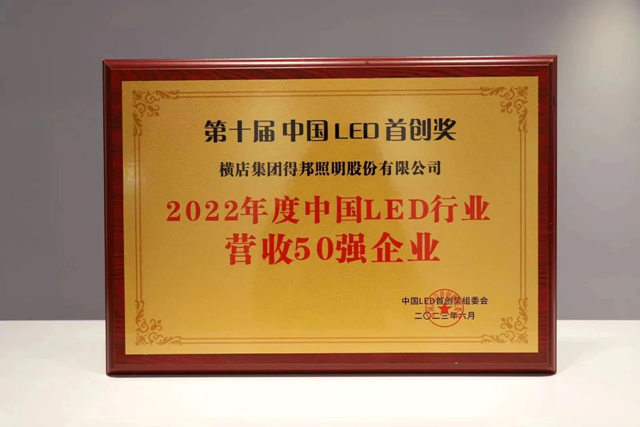 第十届 中国 LED 首创奖
横店集团得邦照明股份有限公司
2022年度中国LED行业
营收50强企业
中国LED首创奖组委会
二〇二三年六月